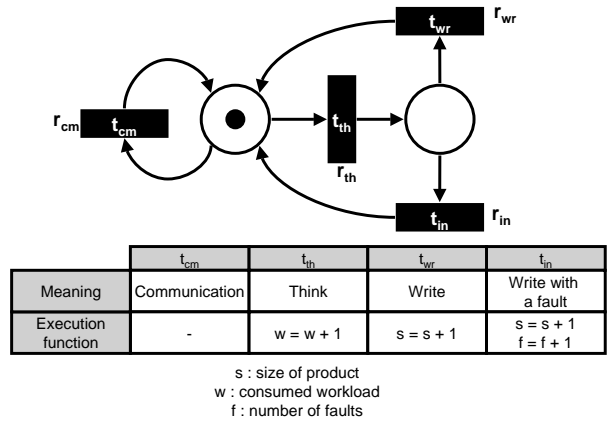 t_wr r_wr
r_cm t_cm t_th
r_th
t_in r_in
t_cm t_th t_wr t_in
Meaning Communication Think Write Write with a fault
Execution function - w = w + 1 s = s + 1 s = s + 1 f = f + 1
s : size of product
w : consumed workload
f : number of faults